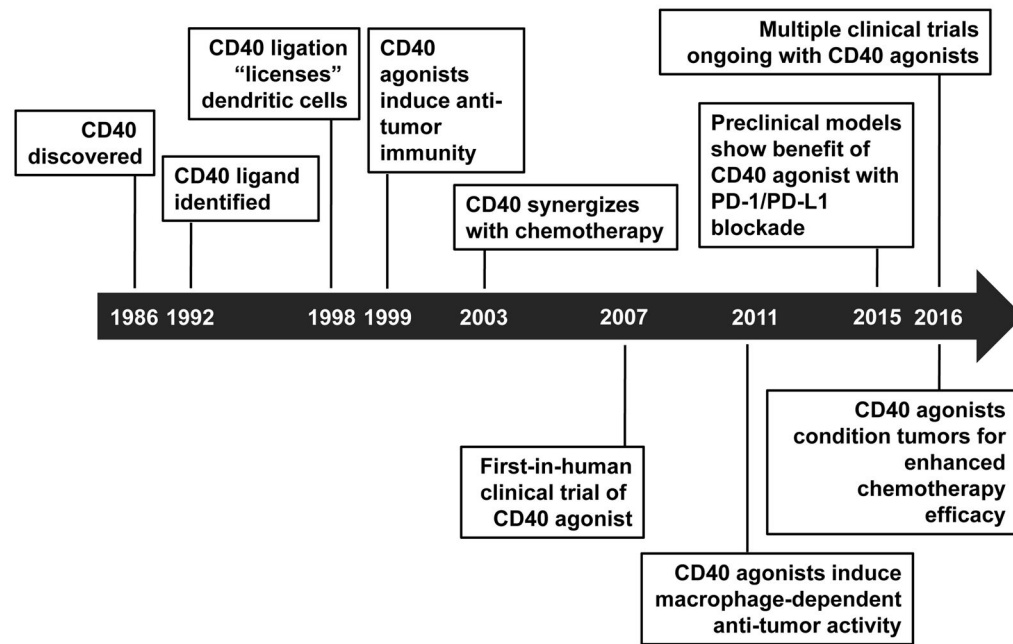 CD40
discovered
CD40 ligand
identified
CD40 ligation
“licenses”
dendritic cells
CD40
agonists
induce anti-
tumor
immunity
CD40 synergizes
with chemotherapy
Preclinical models
show benefit of
CD40 agonist with
PD-1/PD-L1
blockade
Multiple clinical trials
ongoing with CD40 agonists
1986 1992 1998 1999 2003 2007 2011 2015 2016
First-in-human
clinical trial of
CD40 agonist
CD40 agonists induce
macrophage-dependent
anti-tumor activity
CD40 agonists
condition tumors for
enhanced
chemotherapy
efficacy